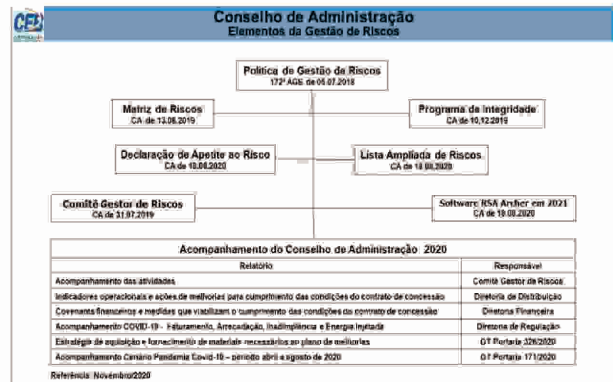 CEB
Conselho de Administração
Elementos da Gestão de Riscos
Política de Gestão de Riscos
172ª AGE de 05.07.2018
Matriz de Riscos
CA de 13.06.2019
Programa de Integridade
CA de 10.12.2019
Declaração de Apetite ao Risco
CA de 18.06.2020
Lista Ampliada de Riscos
CA de 18.08.2020
Comitê Gestor de Riscos
CA de 31.07.2019
Software RSA Archer em 2021
CA de 18.08.2020
Acompanhamento do Conselho de Administração 2020
Relatório Responsável
Acompanhamento das atividades Comitê Gestor de Riscos
Indicadores operacionais e ações de melhorias para cumprimento das condições do contrato de concessão Diretoria de Distribuição
Covenants financeiros e medidas que viabilizam o cumprimento das condições do contrato de concessão Diretoria Financeira
Acompanhamento COVID-19 - Faturamento, Arrecadação, Inadimplência e Energia Injetada Diretoria de Regulação
Estratégia de aquisição e fornecimento de materiais necessários ao plano de melhorias GT Portaria 326/2020
Acompanhamento Cenário Pandemia Covid-19 - período abril a agosto de 2020 GT Portaria 171/2020
Referência: Novembro/2020